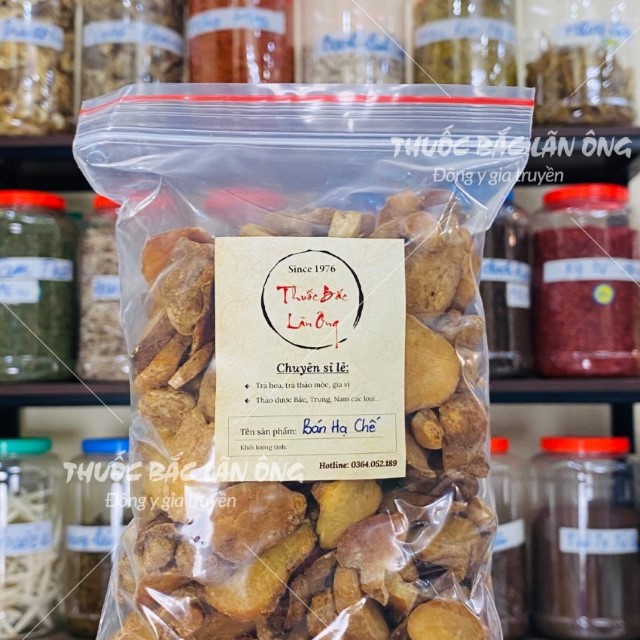 THUỐC BẮC LÃN ÔNG
Đông y gia truyền
Since 1976
Thuốc Bắc
Lãn Ông
Chuyên sỉ lẻ:
Trà hoa, trà thảo mộc, gia vị
Thảo dược Bắc, Trung, Nam các loại...
Tên sản phẩm: Bán Hạ Chế
Khối lượng tịnh:
Hotline: 0364.052.189
THUỐC BẮC LÃN ÔNG
Đông y gia truyền